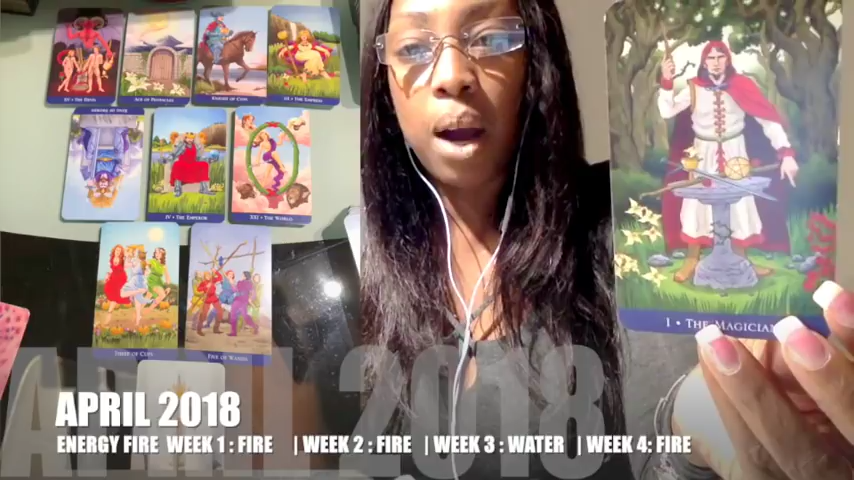 XV • THE DEVIL
ACE OF PENTACLES
KNIGHT OF CUPS
III • THE EMPRESS
IV • THE EMPEROR
XXI • THE WORLD
THREE OF CUPS
FIVE OF WANDS
I • THE MAGICIAN
APRIL 2018
APRIL 2018
ENERGY FIRE WEEK 1 : FIRE | WEEK 2 : FIRE | WEEK 3 : WATER | WEEK 4: FIRE